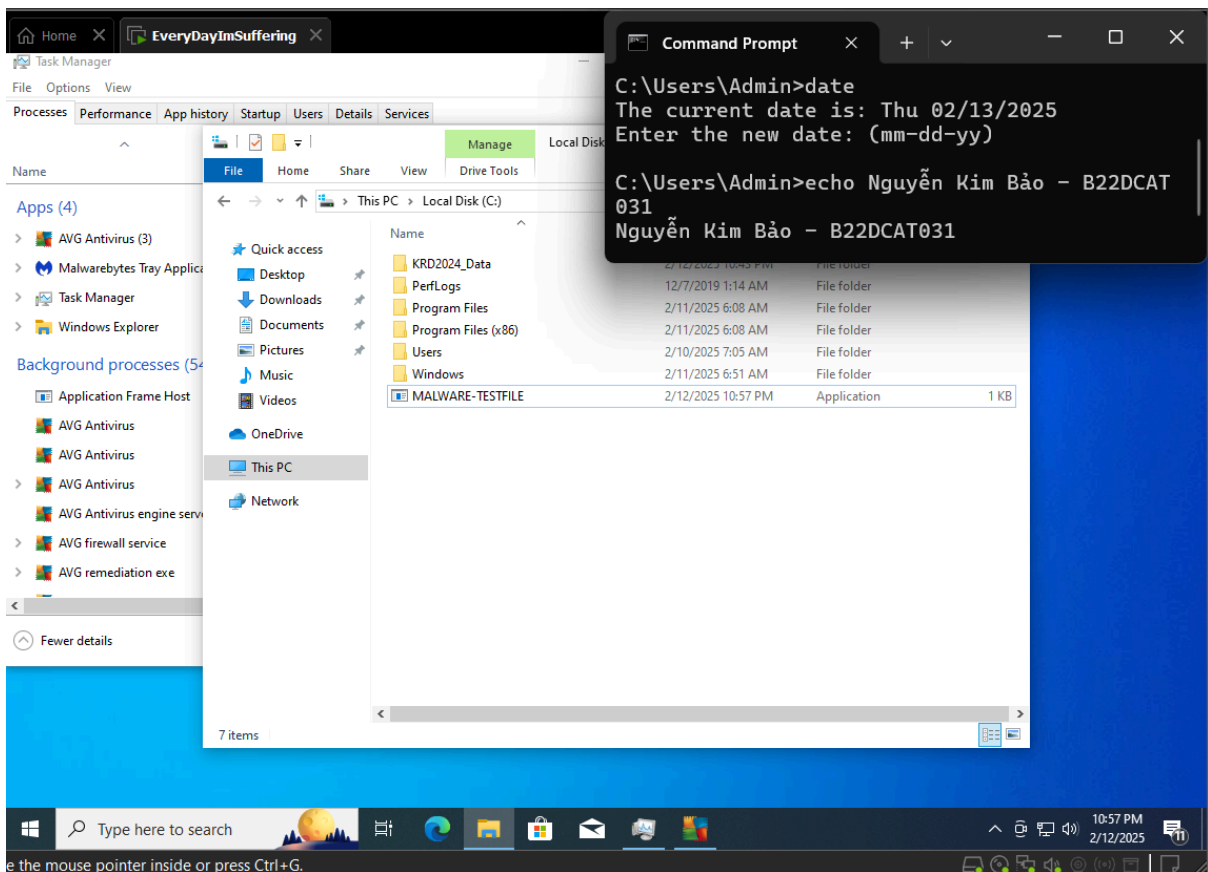 Home
EveryDayImSuffering
Task Manager
File Options View
Processes Performance App history Startup Users Details Services
Name
Apps (4)
AVG Antivirus (3)
Malwarebytes Tray Applica
Task Manager
Windows Explorer
Background processes (54
Application Frame Host
AVG Antivirus
AVG Antivirus
AVG Antivirus
AVG Antivirus engine serv
AVG firewall service
AVG remediation exe
Fewer details
Manage Local Disk
File Home Share View Drive Tools
This PC > Local Disk (C:)
Quick access
Desktop
Downloads
Documents
Pictures
Music
Videos
OneDrive
This PC
Network
Name
KRD2024_Data 2/12/2025 10:43 PM File folder
PerfLogs 12/7/2019 1:14 AM File folder
Program Files 2/11/2025 6:08 AM File folder
Program Files (x86) 2/11/2025 6:08 AM File folder
Users 2/10/2025 7:05 AM File folder
Windows 2/11/2025 6:51 AM File folder
MALWARE-TESTFILE 2/12/2025 10:57 PM Application 1 KB
7 items
Command Prompt
C:\Users\Admin>date
The current date is: Thu 02/13/2025
Enter the new date: (mm-dd-yy)
C:\Users\Admin>echo Nguyễn Kim Bảo - B22DCAT
031
Nguyễn Kim Bảo - B22DCAT031
Type here to search
10:57 PM
2/12/2025
11
e the mouse pointer inside or press Ctrl+G.